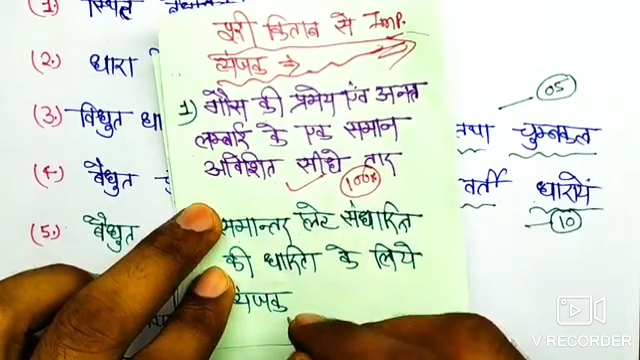 (1.) स्थित
पूरी किताब से Imp.
व्यंजक ⇒
(2.) धारा
1) गौस की प्रमेय एवं अनन्त
05
(3.) विधुत धा
लम्बाई के एक समान
तथा चुम्बकत्व
आवेशित सीधे तार
100%
(4.) वैधुत
वर्ती धारायें
10
(5.) वैधुत
समान्तर प्लेट संधारित्र
की धारिता के लिये
व्यंजक
V RECORDER